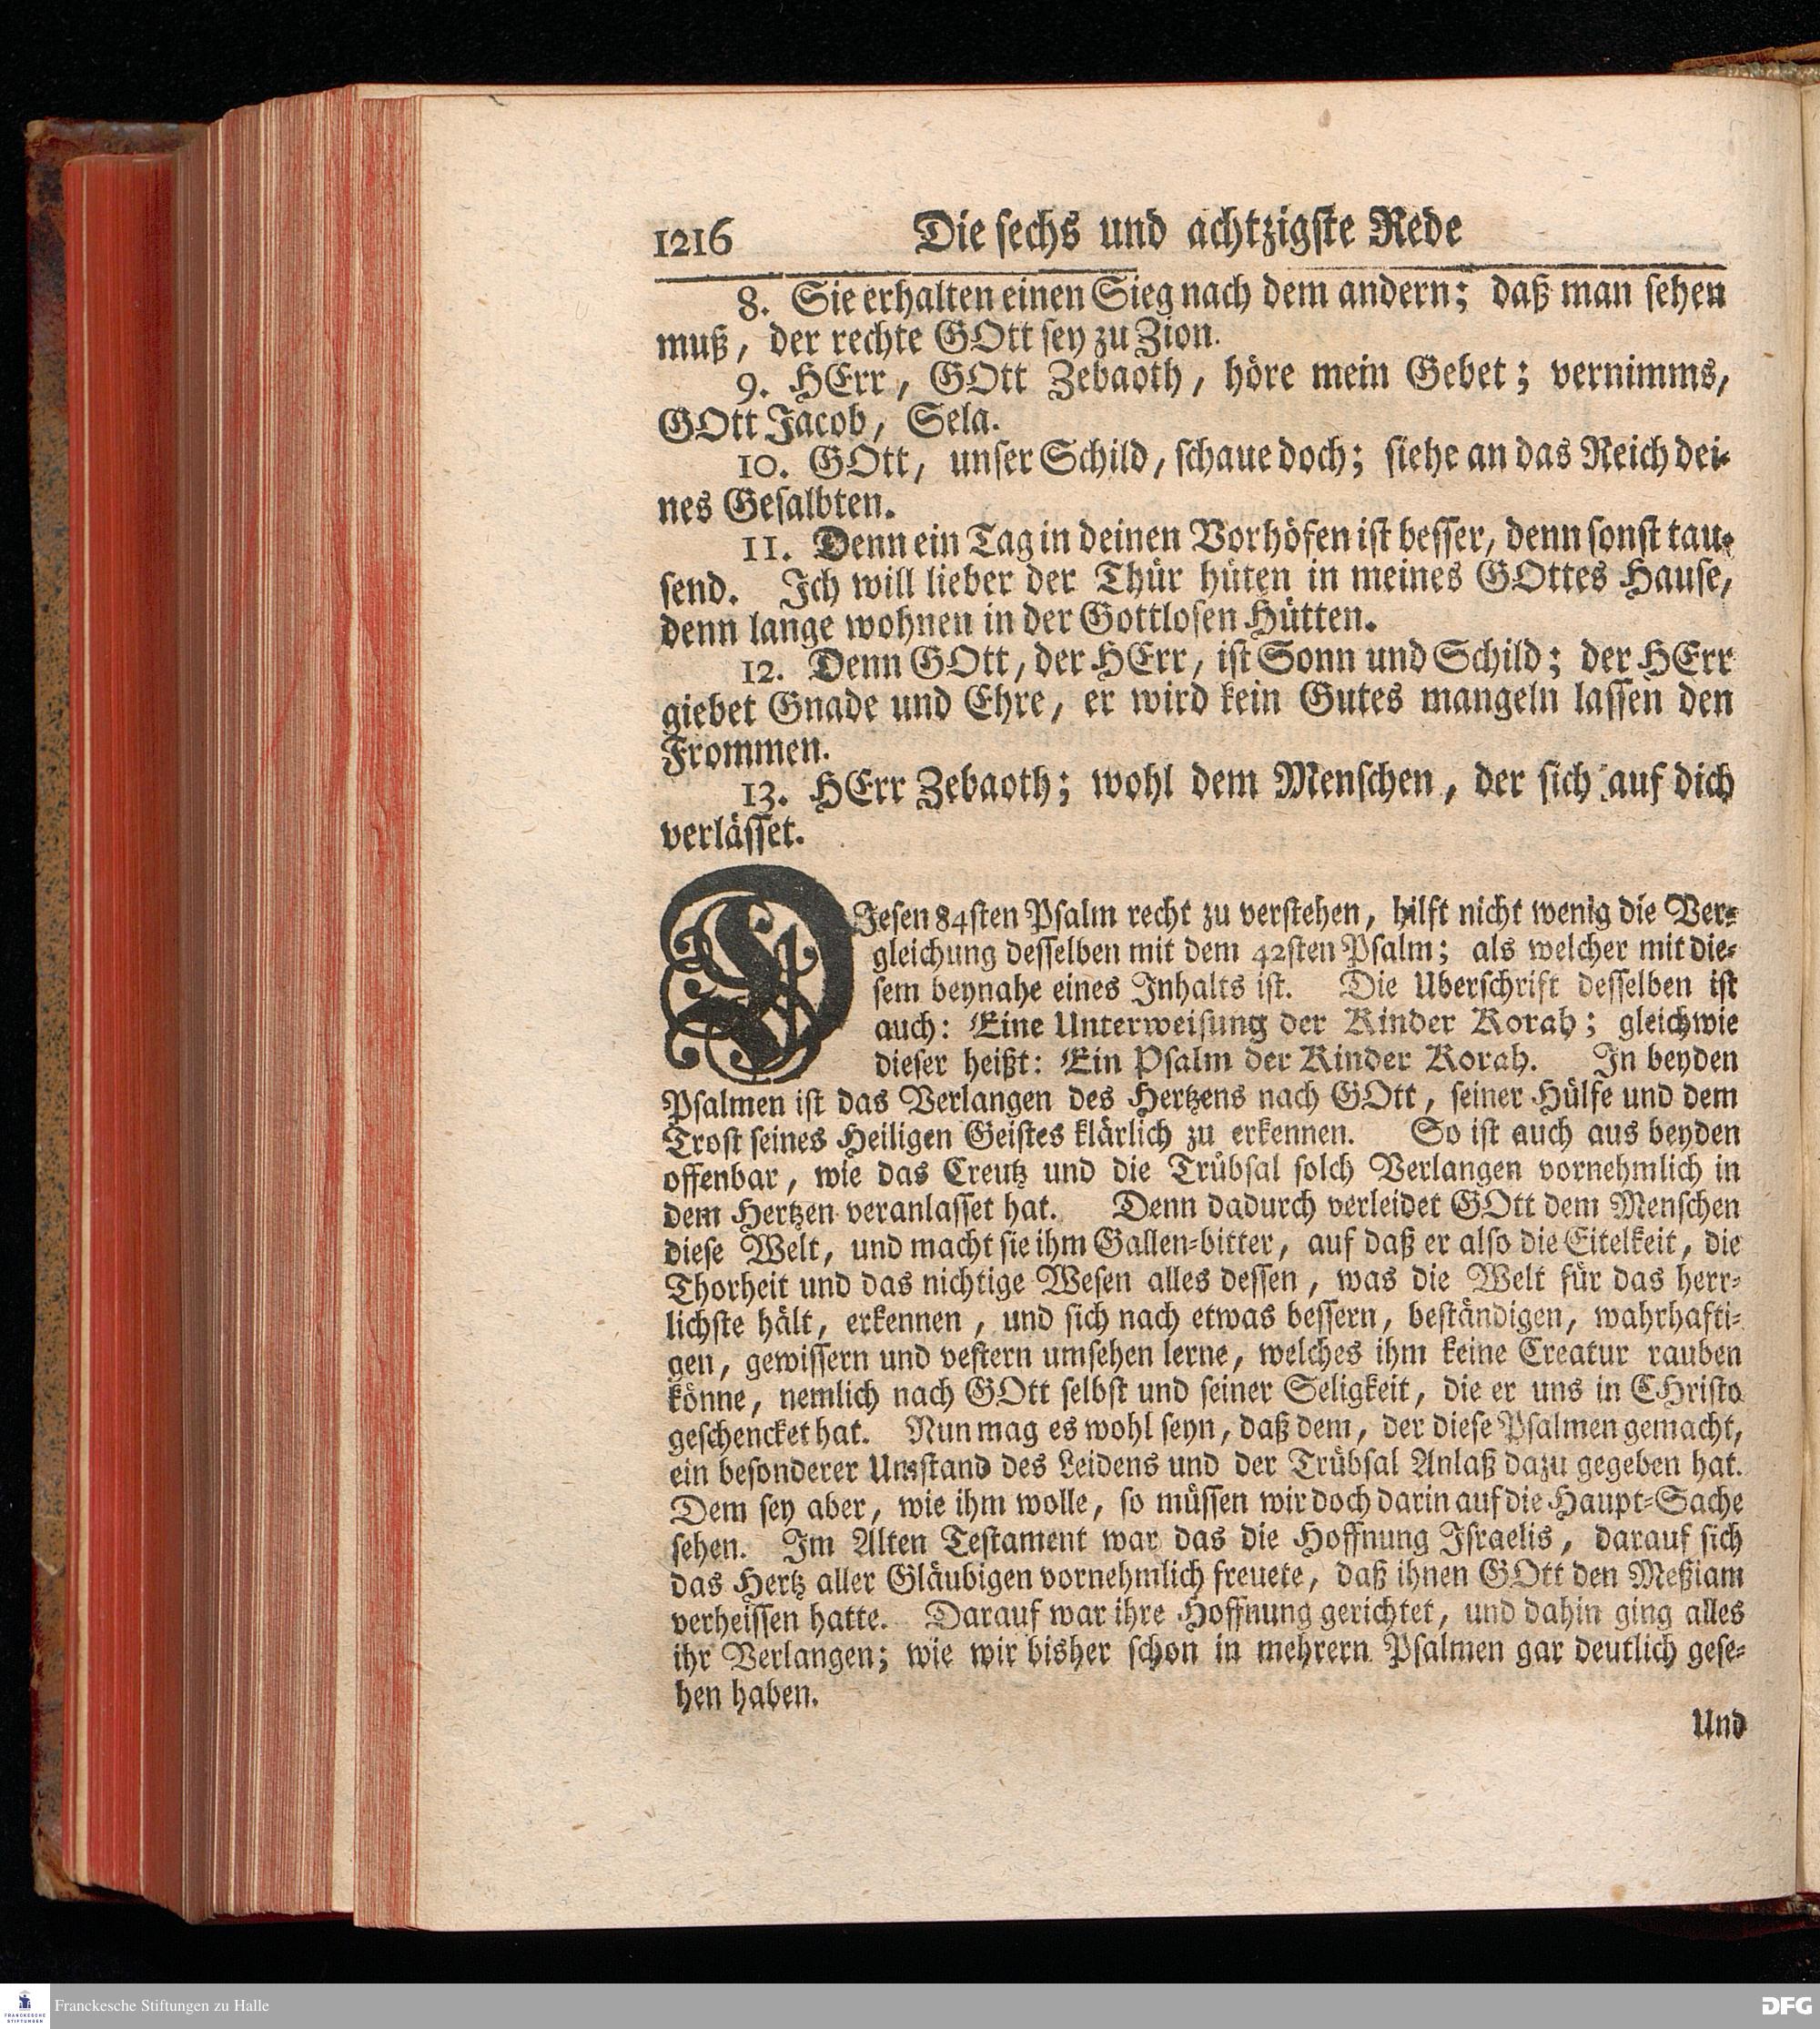 1216 Die sechs und achtzigste Rede
8. Sie erhalten einen Sieg nach dem andern; daß man sehen
muß, der rechte GOtt sey zu Zion.
9. HErr, GOtt Zebaoth, höre mein Gebet; vernimms,
GOtt Jacob, Sela.
10. GOtt, unser Schild, schaue doch; siehe an das Reich dei-
nes Gesalbten.
11. Denn ein Tag in deinen Vorhöfen ist besser, denn sonst tau-
send. Ich will lieber der Thür hüten in meines GOttes Hause,
denn lange wohnen in der Gottlosen Hütten.
12. Denn GOtt, der HErr, ist Sonn und Schild; der HErr
giebet Gnade und Ehre, er wird kein Gutes mangeln lassen den
Frommen.
13. HErr Zebaoth; wohl dem Menschen, der sich auf dich
verlässet.
DIesen 84sten Psalm recht zu verstehen, hilft nicht wenig die Ver-
gleichung desselben mit dem 42sten Psalm; als welcher mit die-
sem beynahe eines Inhalts ist. Die Uberschrift desselben ist
auch: Eine Unterweisung der Kinder Korah; gleichwie
dieser heißt: Ein Psalm der Kinder Korah. In beyden
Psalmen ist das Verlangen des Hertzens nach GOtt, seiner Hülfe und dem
Trost seines Heiligen Geistes klärlich zu erkennen. So ist auch aus beyden
offenbar, wie das Creutz und die Trübsal solch Verlangen vornehmlich in
dem Hertzen veranlasset hat. Denn dadurch verleidet GOtt dem Menschen
diese Welt, und macht sie ihm Gallen-bitter, auf daß er also die Eitelkeit, die
Thorheit und das nichtige Wesen alles dessen, was die Welt für das herr-
lichste hält, erkennen, und sich nach etwas bessern, beständigen, wahrhafti-
gen, gewissern und vestern umsehen lerne, welches ihm keine Creatur rauben
könne, nemlich nach GOtt selbst und seiner Seligkeit, die er uns in CHristo
geschencket hat. Nun mag es wohl seyn, daß dem, der diese Psalmen gemacht,
ein besonderer Umstand des Leidens und der Trübsal Anlaß dazu gegeben hat.
Dem sey aber, wie ihm wolle, so müssen wir doch darin auf die Haupt-Sache
sehen. Im Alten Testament war das die Hoffnung Israelis, darauf sich
das Hertz aller Gläubigen vornehmlich freuete, daß ihnen GOtt den Meßiam
verheissen hatte. Darauf war ihre Hoffnung gerichtet, und dahin ging alles
ihr Verlangen; wie wir bisher schon in mehrern Psalmen gar deutlich gese-
hen haben.
Und
FRANCKESCHE
STIFTUNGEN
Franckesche Stiftungen zu Halle
DFG